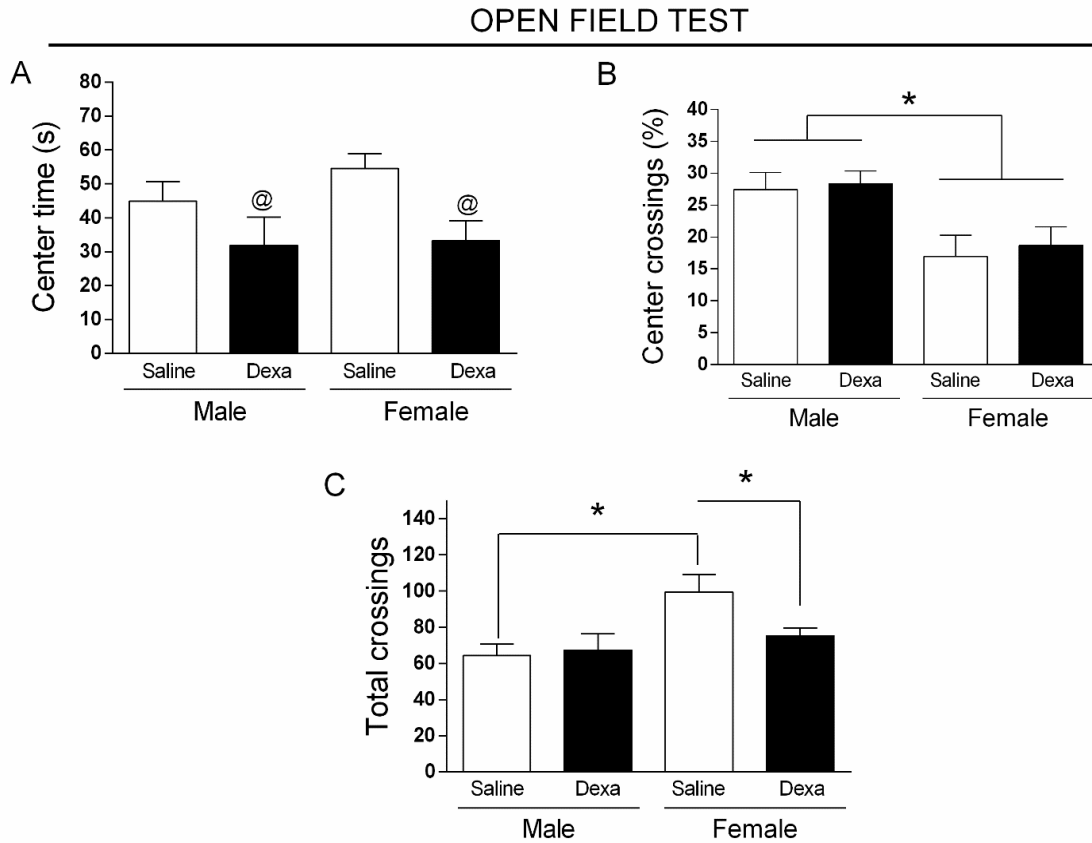 OPEN FIELD TEST
A
Center time (s)
80
70
60
50
40
30
20
10
0
@
@
Saline
Dexa
Saline
Dexa
Male
Female
B
Center crossings (%)
40
35
30
25
20
15
10
5
0
*
Saline
Dexa
Saline
Dexa
Male
Female
C
Total crossings
140
120
100
80
60
40
20
0
*
*
Saline
Dexa
Saline
Dexa
Male
Female